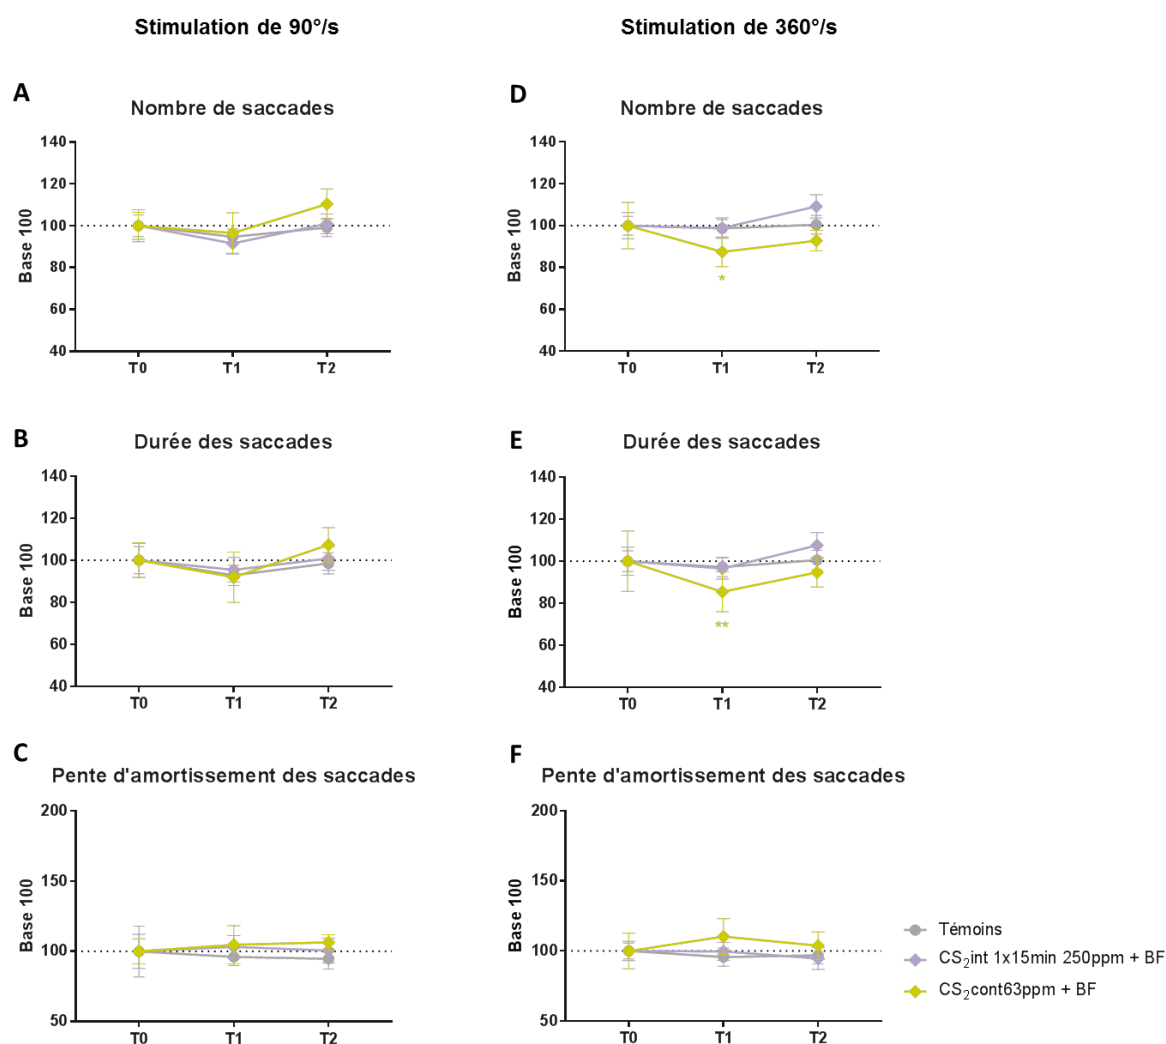 Stimulation de 90°/s
Stimulation de 360°/s
A
Nombre de saccades
140
120
100
80
60
40
Base 100
T0
T1
T2
D
Nombre de saccades
140
120
100
80
60
40
Base 100
*
T0
T1
T2
B
Durée des saccades
140
120
100
80
60
40
Base 100
T0
T1
T2
E
Durée des saccades
140
120
100
80
60
40
Base 100
**
T0
T1
T2
C
Pente d'amortissement des saccades
200
150
100
50
Base 100
T0
T1
T2
F
Pente d'amortissement des saccades
200
150
100
50
Base 100
T0
T1
T2
Témoins
CS₂int 1x15min 250ppm + BF
CS₂cont63ppm + BF